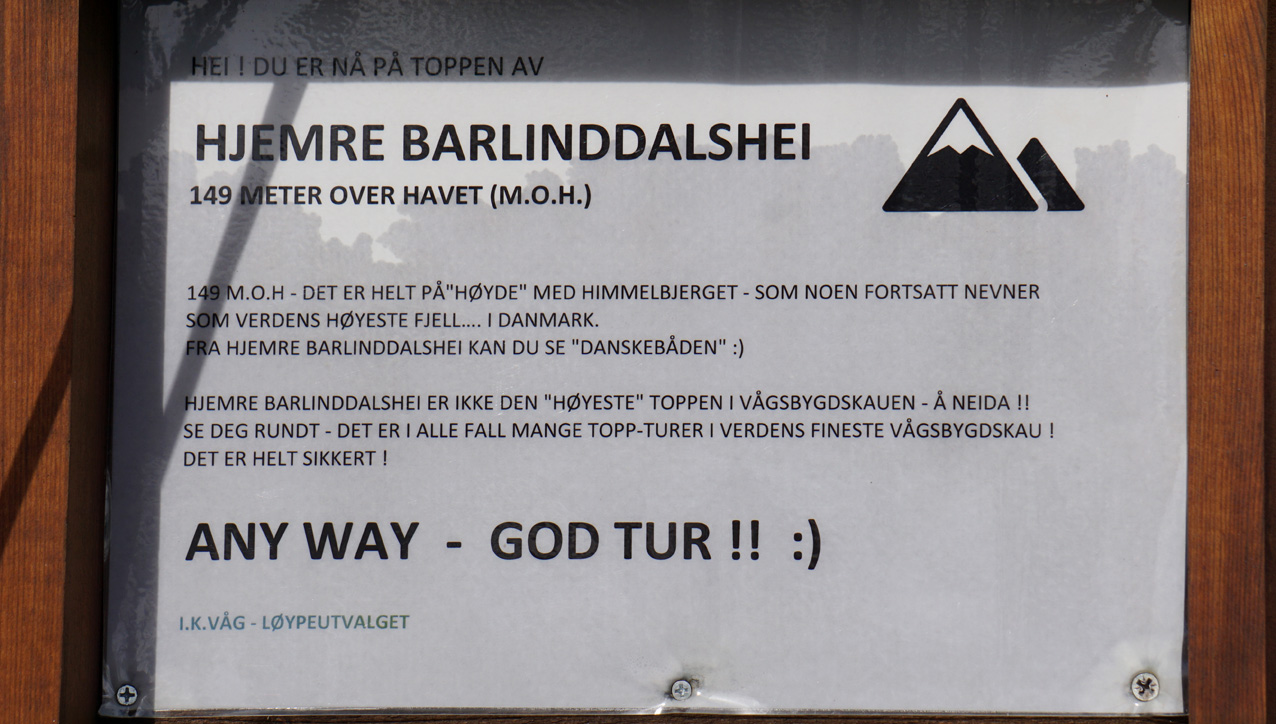 HEI ! DU ER NÅ PÅ TOPPEN AV
HJEMRE BARLINDDALSHEI
149 METER OVER HAVET (M.O.H.)
149 M.O.H - DET ER HELT PÅ"HØYDE" MED HIMMELBJERGET - SOM NOEN FORTSATT NEVNER
SOM VERDENS HØYESTE FJELL.... I DANMARK.
FRA HJEMRE BARLINDDALSHEI KAN DU SE "DANSKEBÅDEN" :)
HJEMRE BARLINDDALSHEI ER IKKE DEN "HØYESTE" TOPPEN I VÅGSBYGDSKAUEN - Å NEIDA !!
SE DEG RUNDT - DET ER I ALLE FALL MANGE TOPP-TURER I VERDENS FINESTE VÅGSBYGDSKAU !
DET ER HELT SIKKERT !
ANY WAY - GOD TUR !! :)
I.K.VÅG - LØYPEUTVALGET